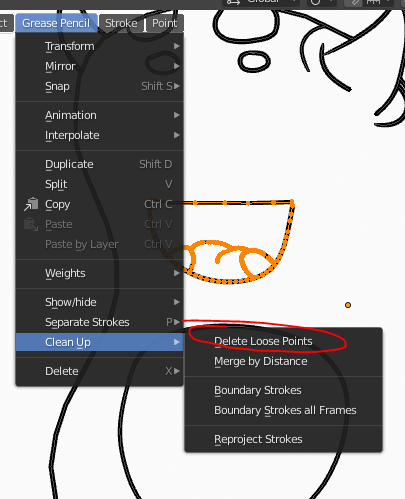 Global
ct Grease Pencil Stroke Point
Transform
Mirror
Snap Shift S
Animation
Interpolate
Duplicate Shift D
Split V
Copy Ctrl C
Paste Ctrl V
Paste by Layer Ctrl V
Weights
Show/hide
Separate Strokes P
Clean Up
Delete X
Delete Loose Points
Merge by Distance
Boundary Strokes
Boundary Strokes all Frames
Reproject Strokes